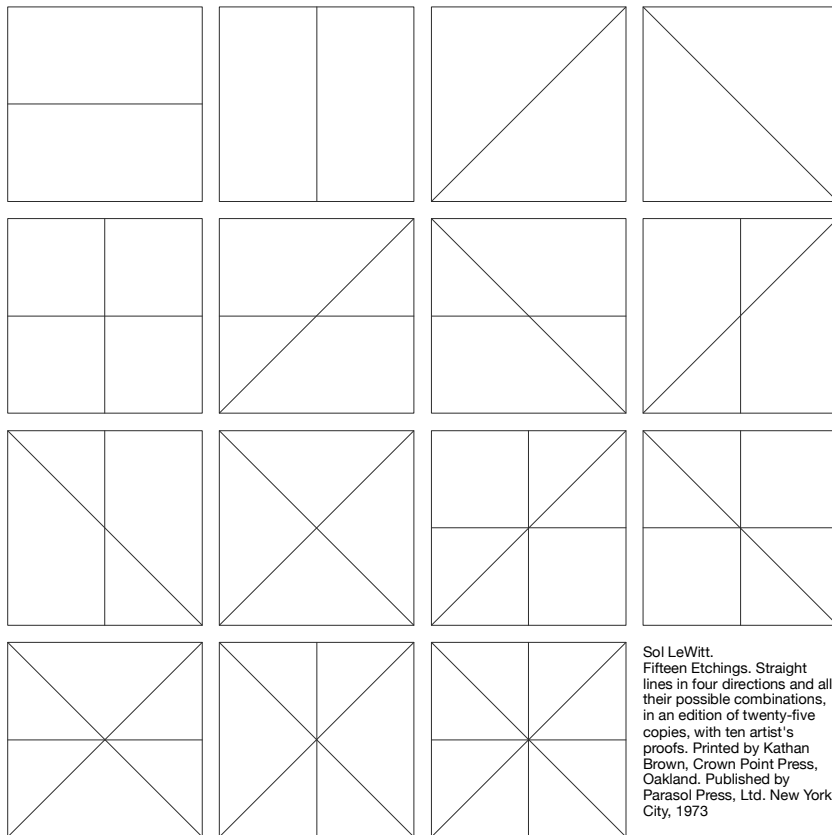 Sol LeWitt.
Fifteen Etchings. Straight
lines in four directions and all
their possible combinations,
in an edition of twenty-five
copies, with ten artist's
proofs. Printed by Kathan
Brown, Crown Point Press,
Oakland. Published by
Parasol Press, Ltd. New York
City, 1973